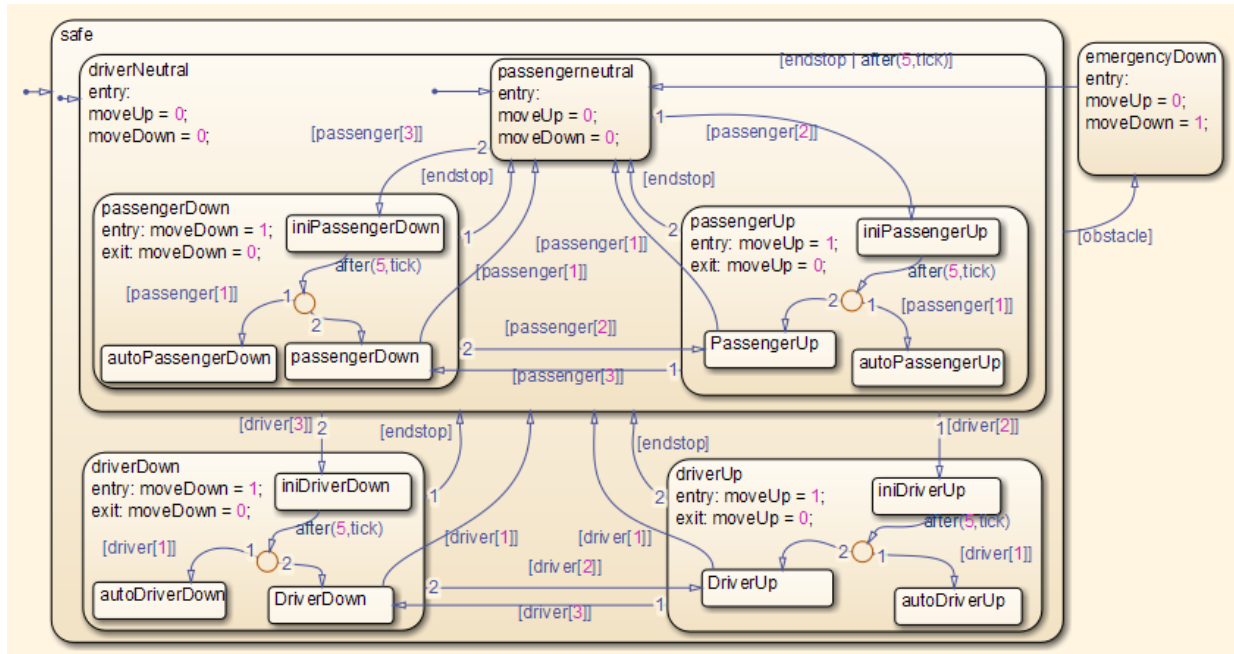 safe
driverNeutral
entry:
moveUp = 0;
moveDown = 0;
passengerneutral
entry:
moveUp = 0;
moveDown = 0;
[endstop | after(5,tick)]
emergencyDown
entry:
moveUp = 0;
moveDown = 1;
[passenger[3]]
2
1
[passenger[2]]
[endstop]
[endstop]
passengerDown
entry: moveDown = 1;
exit: moveDown = 0;
iniPassengerDown
1
after(5,tick)
[passenger[1]]
1
2
[passenger[1]]
autoPassengerDown
passengerDown
[passenger[1]]
2
passengerUp
entry: moveUp = 1;
exit: moveUp = 0;
iniPassengerUp
after(5,tick)
2
1
[passenger[1]]
PassengerUp
autoPassengerUp
[obstacle]
2
[passenger[2]]
[passenger[3]]
1
[driver[3]]
2
[endstop]
[endstop]
1
[driver[2]]
driverDown
entry: moveDown = 1;
exit: moveDown = 0;
iniDriverDown
1
after(5,tick)
[driver[1]]
1
2
autoDriverDown
DriverDown
[driver[1]]
[driver[1]]
2
[driver[2]]
[driver[3]]
1
2
driverUp
entry: moveUp = 1;
exit: moveUp = 0;
iniDriverUp
after(5,tick)
2
1
[driver[1]]
DriverUp
autoDriverUp